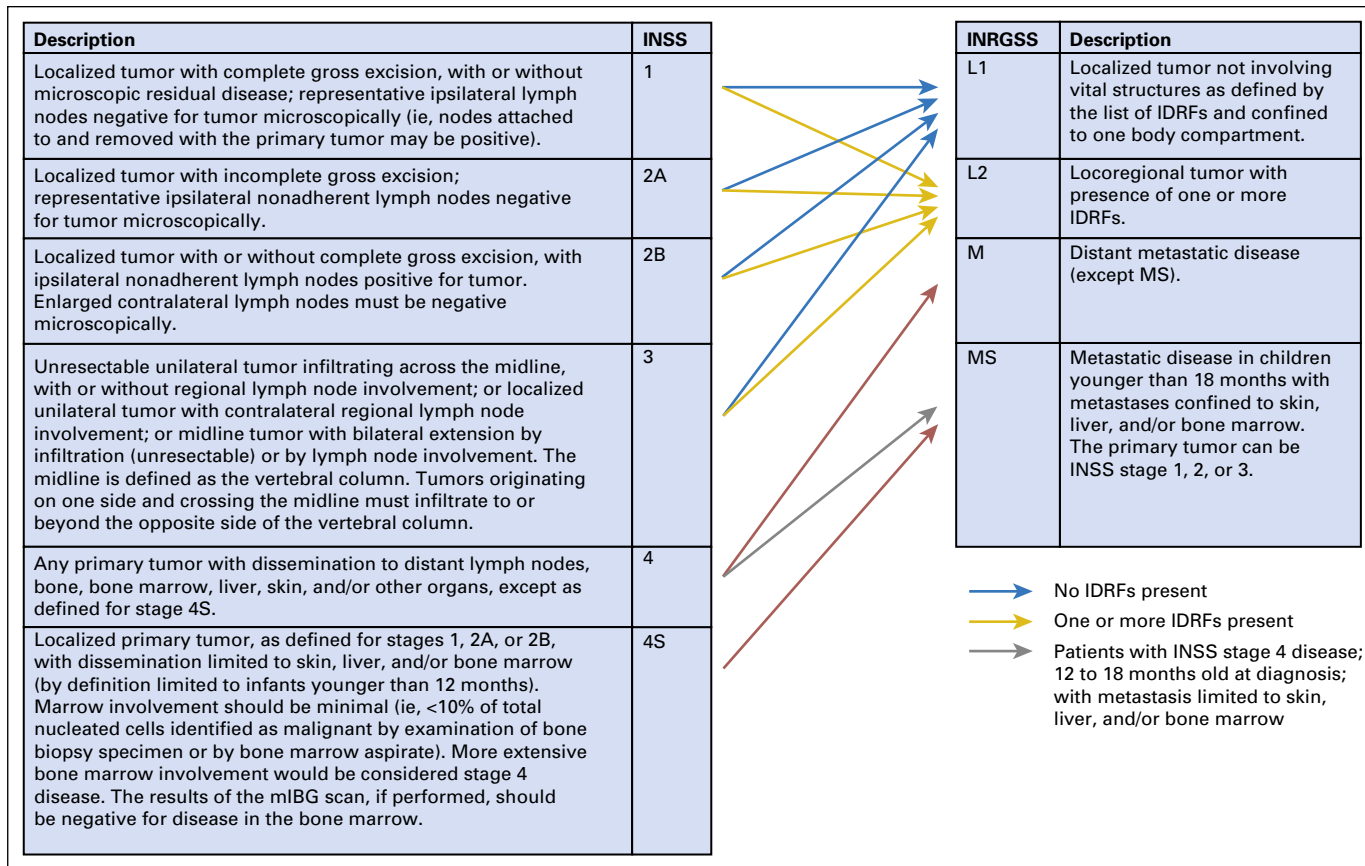 Description
INSS
Localized tumor with complete gross excision, with or without
microscopic residual disease; representative ipsilateral lymph
nodes negative for tumor microscopically (ie, nodes attached
to and removed with the primary tumor may be positive).
1
Localized tumor with incomplete gross excision;
representative ipsilateral nonadherent lymph nodes negative
for tumor microscopically.
2A
Localized tumor with or without complete gross excision, with
ipsilateral nonadherent lymph nodes positive for tumor.
Enlarged contralateral lymph nodes must be negative
microscopically.
2B
Unresectable unilateral tumor infiltrating across the midline,
with or without regional lymph node involvement; or localized
unilateral tumor with contralateral regional lymph node
involvement; or midline tumor with bilateral extension by
infiltration (unresectable) or by lymph node involvement. The
midline is defined as the vertebral column. Tumors originating
on one side and crossing the midline must infiltrate to or
beyond the opposite side of the vertebral column.
3
Any primary tumor with dissemination to distant lymph nodes,
bone, bone marrow, liver, skin, and/or other organs, except as
defined for stage 4S.
4
Localized primary tumor, as defined for stages 1, 2A, or 2B,
with dissemination limited to skin, liver, and/or bone marrow
(by definition limited to infants younger than 12 months).
Marrow involvement should be minimal (ie, <10% of total
nucleated cells identified as malignant by examination of bone
biopsy specimen or by bone marrow aspirate). More extensive
bone marrow involvement would be considered stage 4
disease. The results of the mIBG scan, if performed, should
be negative for disease in the bone marrow.
4S
INRGSS
Description
L1
Localized tumor not involving
vital structures as defined by
the list of IDRFs and confined
to one body compartment.
L2
Locoregional tumor with
presence of one or more
IDRFs.
M
Distant metastatic disease
(except MS).
MS
Metastatic disease in children
younger than 18 months with
metastases confined to skin,
liver, and/or bone marrow.
The primary tumor can be
INSS stage 1, 2, or 3.
No IDRFs present
One or more IDRFs present
Patients with INSS stage 4 disease;
12 to 18 months old at diagnosis;
with metastasis limited to skin,
liver, and/or bone marrow